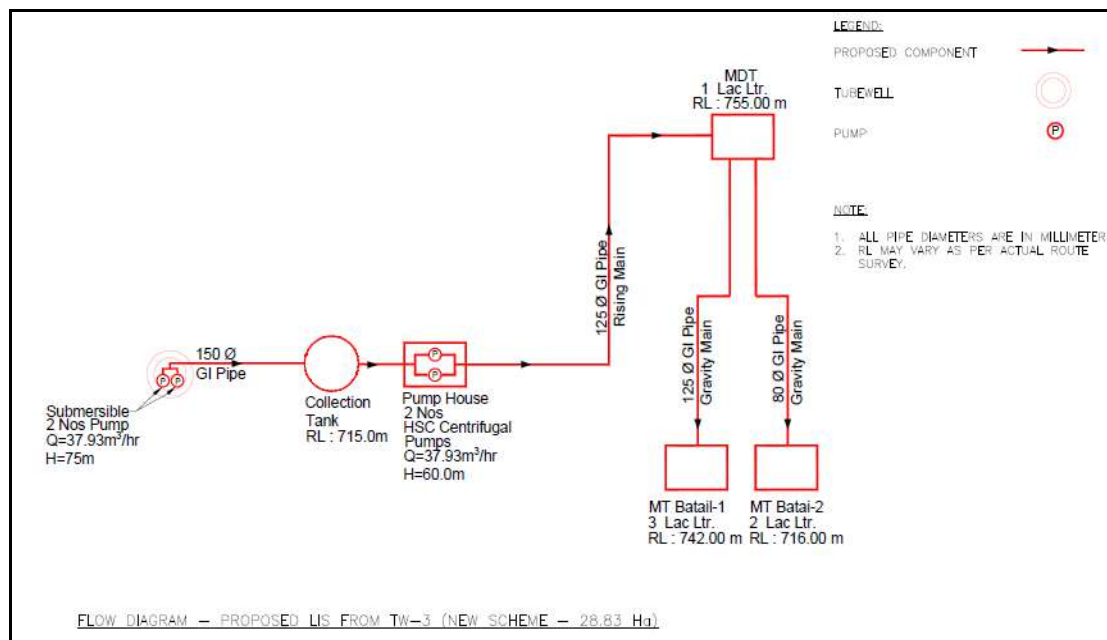 LEGEND:
PROPOSED COMPONENT
TUBEWELL
PUMP
P
NOTE:
1. ALL PIPE DIAMETERS ARE IN MILLIMETER
2. RL MAY VARY AS PER ACTUAL ROUTE
SURVEY.
MDT
1 Lac Ltr.
RL : 755.00 m
125 Ø GI Pipe
Rising Main
125 Ø GI Pipe
Gravity Main
80 Ø GI Pipe
Gravity Main
150 Ø
GI Pipe
P P
Submersible
2 Nos Pump
Q=37.93m³/hr
H=75m
Collection
Tank
RL : 715.0m
P
P
Pump House
2 Nos
HSC Centrifugal
Pumps
Q=37.93m³/hr
H=60.0m
MT Batail-1
3 Lac Ltr.
RL : 742.00 m
MT Batai-2
2 Lac Ltr.
RL : 716.00 m
FLOW DIAGRAM – PROPOSED LIS FROM TW–3 (NEW SCHEME – 28.83 Ha)